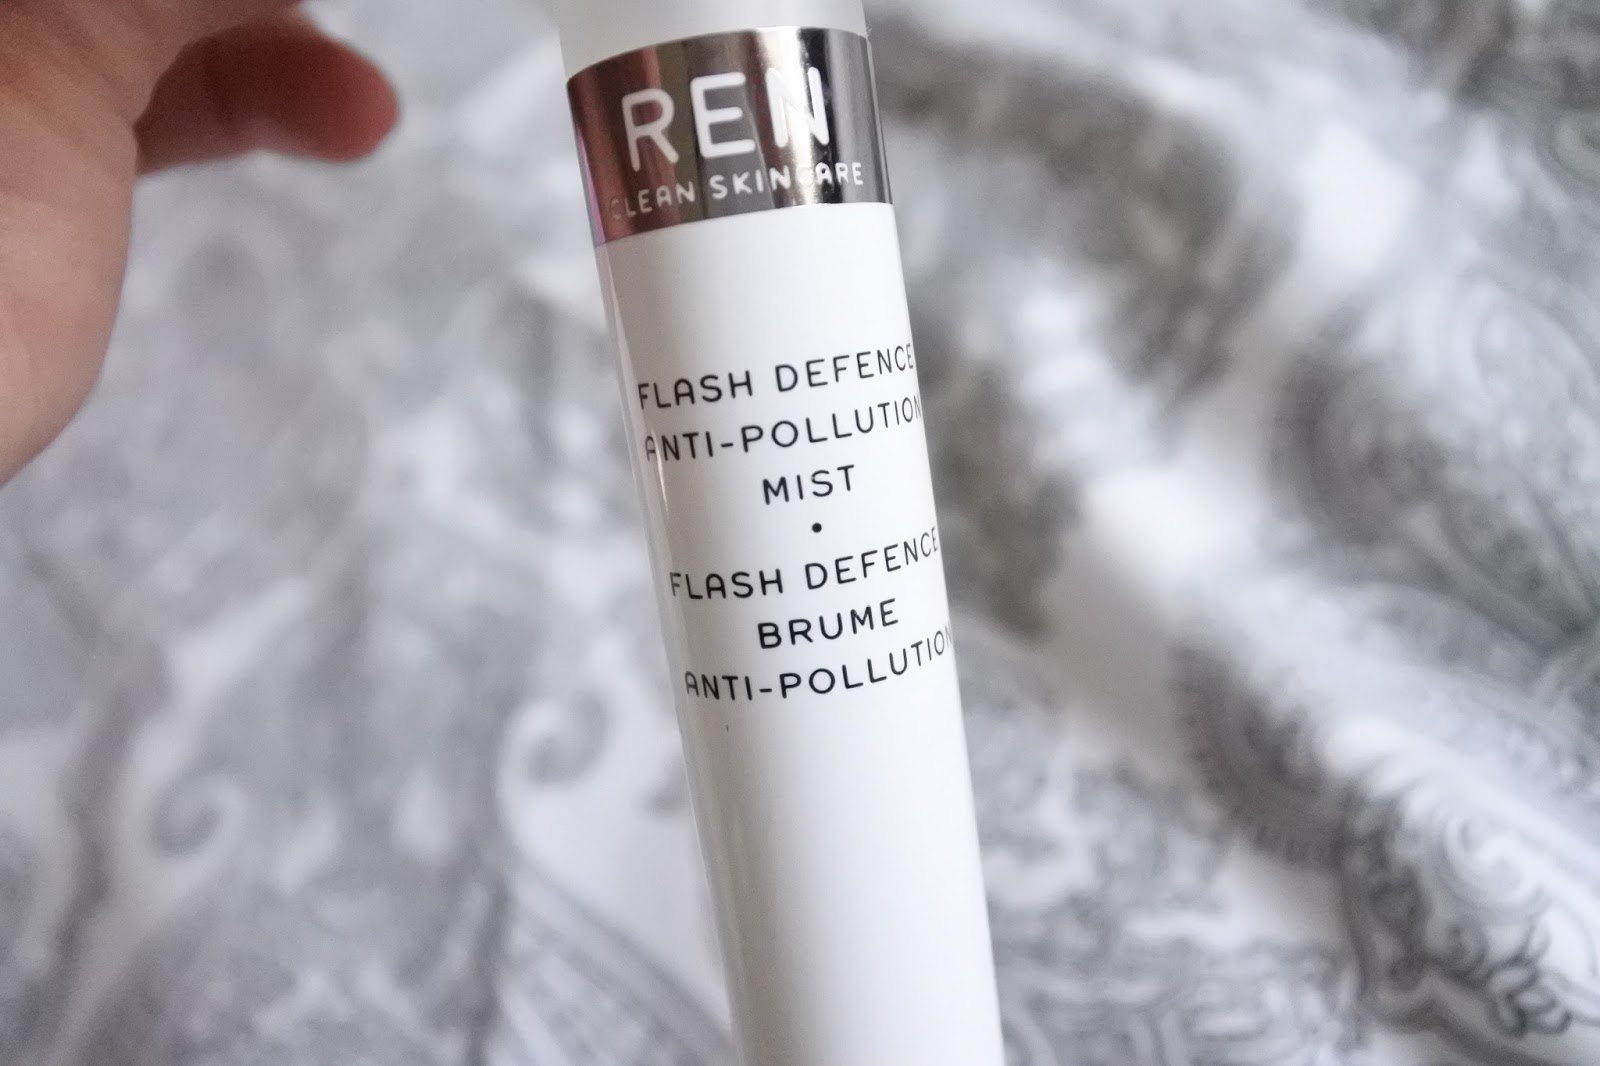 REN
CLEAN SKINCARE
FLASH DEFENCE
ANTI-POLLUTION
MIST
•
FLASH DEFENCE
BRUME
ANTI-POLLUTION